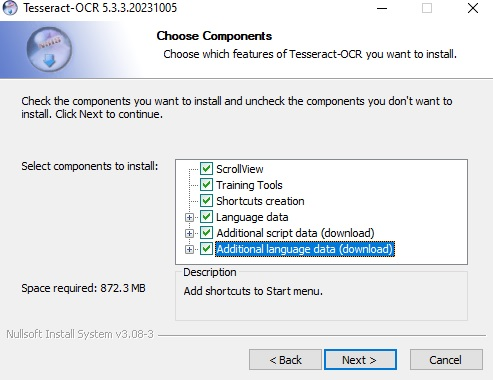 Tesseract-OCR 5.3.3.20231005
Choose Components
Choose which features of Tesseract-OCR you want to install.
Check the components you want to install and uncheck the components you don't want to
install. Click Next to continue.
Select components to install:
ScrollView
Training Tools
Shortcuts creation
Language data
Additional script data (download)
Additional language data (download)
Space required: 872.3 MB
Description
Add shortcuts to Start menu.
Nullsoft Install System v3.08-3
< Back
Next >
Cancel